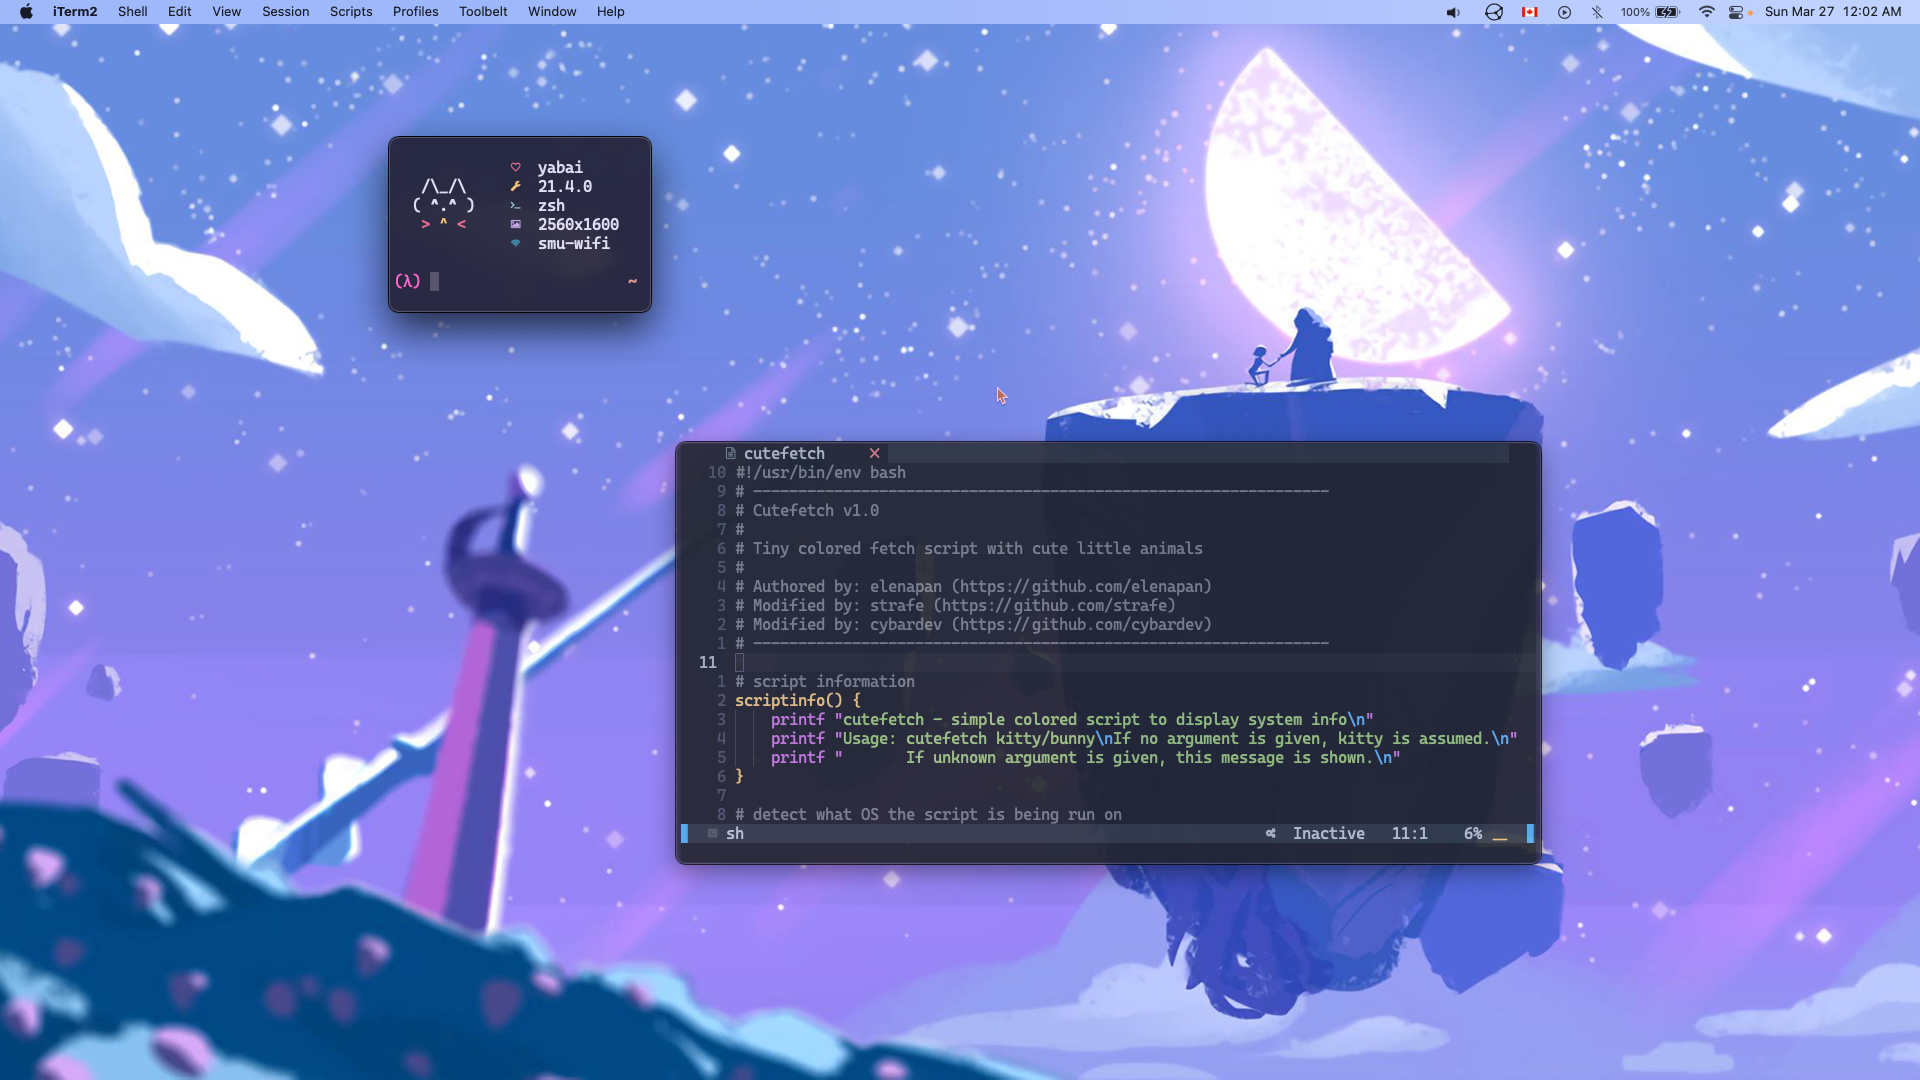 iTerm2 Shell Edit View Session Scripts Profiles Toolbelt Window Help 100% Sun Mar 27 12:02 AM
yabai
/\_/\ 21.4.0
( ^.^ ) zsh
> ^ < 2560x1600
smu-wifi
(λ) ~
cutefetch ×
10 #!/usr/bin/env bash
9 # ----------------------------------------------------------------
8 # Cutefetch v1.0
7 #
6 # Tiny colored fetch script with cute little animals
5 #
4 # Authored by: elenapan (https://github.com/elenapan)
3 # Modified by: strafe (https://github.com/strafe)
2 # Modified by: cybardev (https://github.com/cybardev)
1 # ----------------------------------------------------------------
11
1 # script information
2 scriptinfo() {
3 printf "cutefetch - simple colored script to display system info\n"
4 printf "Usage: cutefetch kitty/bunny\nIf no argument is given, kitty is assumed.\n"
5 printf "       If unknown argument is given, this message is shown.\n"
6 }
7
8 # detect what OS the script is being run on
sh Inactive 11:1 6%